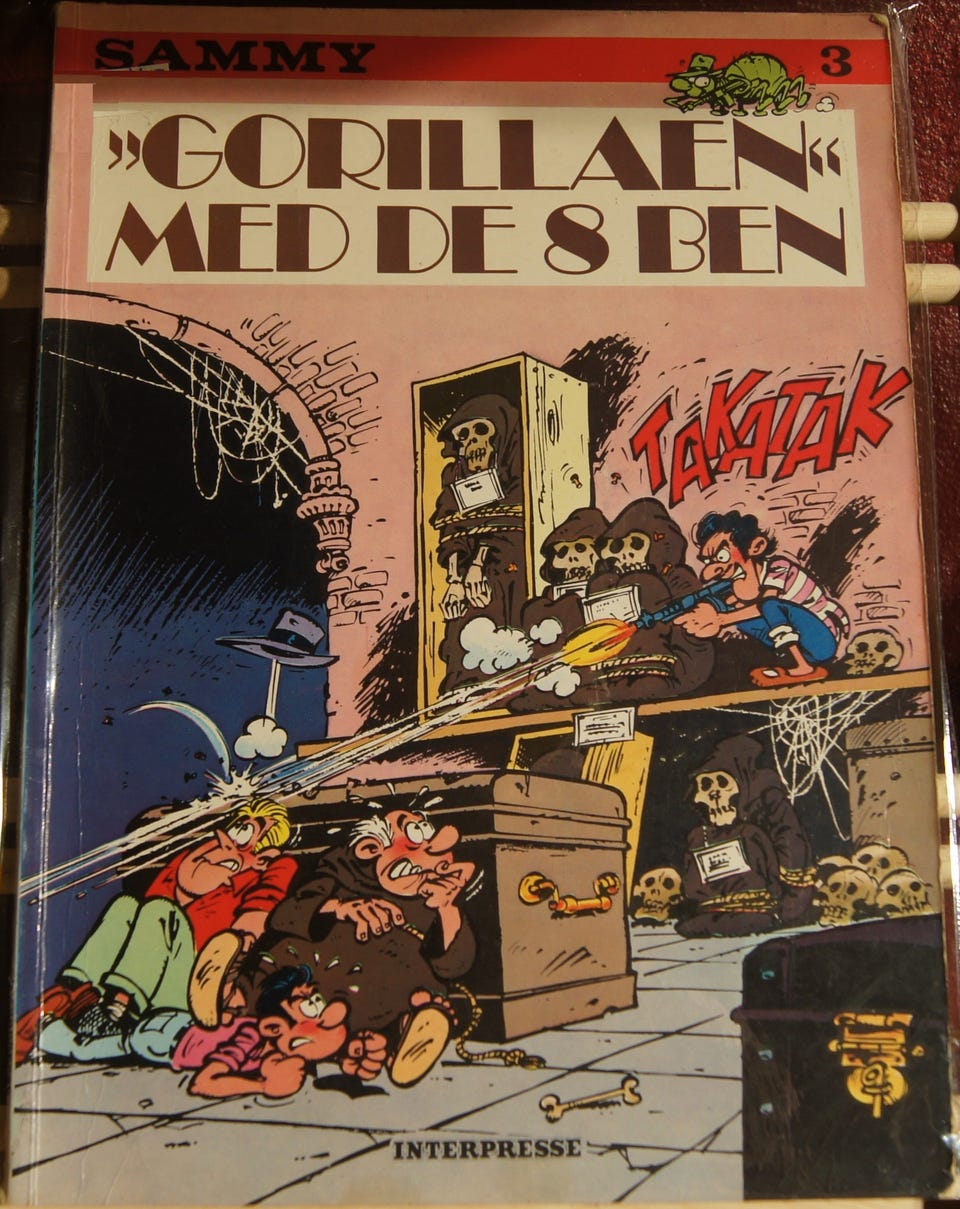 SAMMY
3
»GORILLAEN«
MED DE 8 BEN
TAKATAK
INTERPRESSE